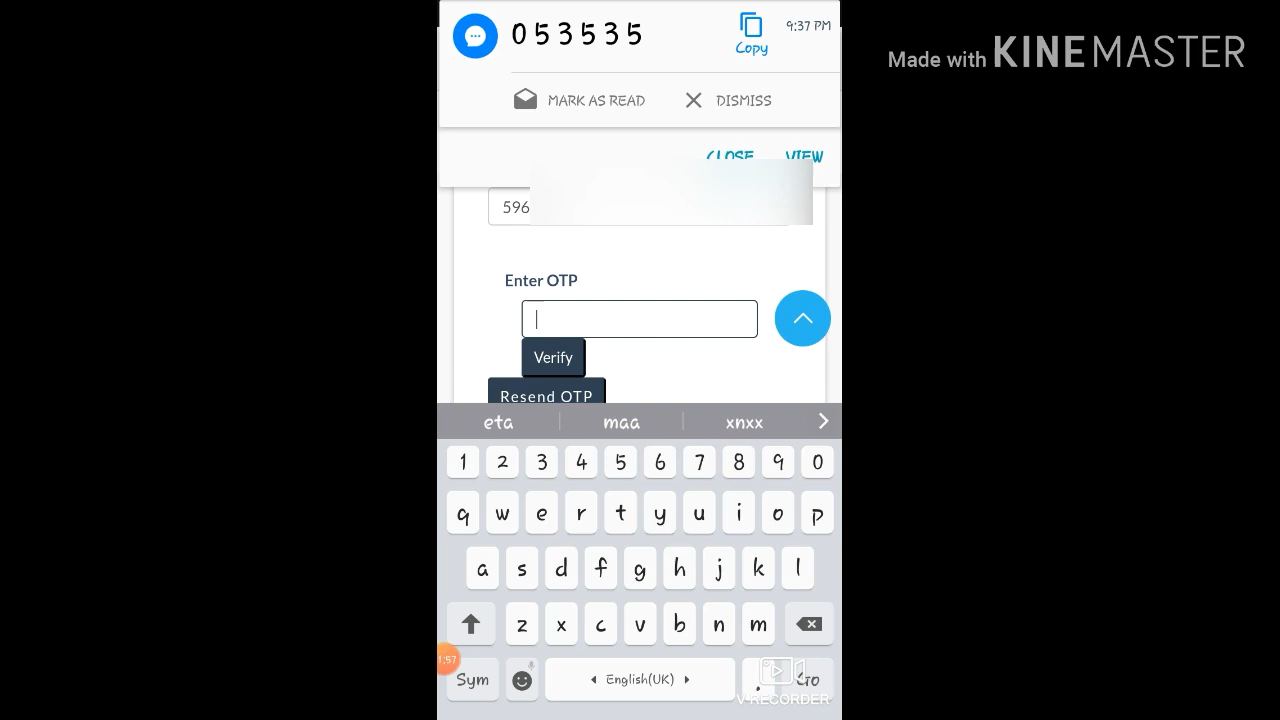 053535
Copy
9:37 PM
Made with KINEMASTER
MARK AS READ
DISMISS
CLOSE
VIEW
596
Enter OTP
Verify
Resend OTP
eta
maa
xnxx
1 2 3 4 5 6 7 8 9 0
q w e r t y u i o p
a s d f g h j k l
z x c v b n m
1:57
Sym
English(UK)
.
Go
V-RECORDER